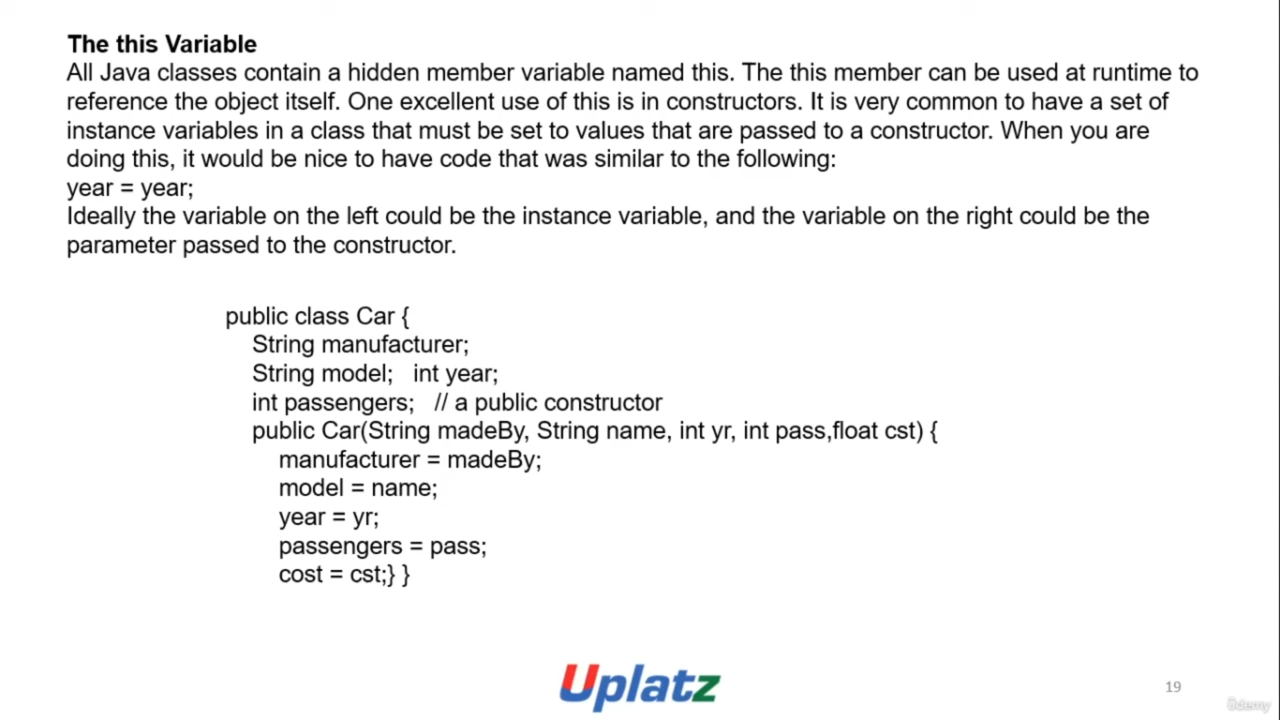 The this Variable
All Java classes contain a hidden member variable named this. The this member can be used at runtime to
reference the object itself. One excellent use of this is in constructors. It is very common to have a set of
instance variables in a class that must be set to values that are passed to a constructor. When you are
doing this, it would be nice to have code that was similar to the following:
year = year;
Ideally the variable on the left could be the instance variable, and the variable on the right could be the
parameter passed to the constructor.
public class Car {
String manufacturer;
String model;   int year;
int passengers;   // a public constructor
public Car(String madeBy, String name, int yr, int pass,float cst) {
manufacturer = madeBy;
model = name;
year = yr;
passengers = pass;
cost = cst;} }
Uplatz
19
ûdemy